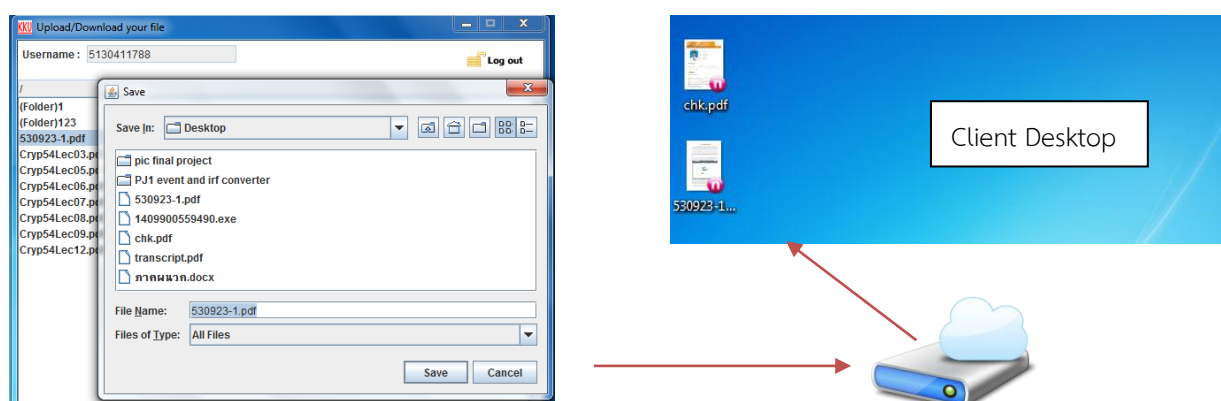 KKU Upload/Download your file
Username : 5130411788
Log out
/
(Folder)1
(Folder)123
530923-1.pdf
Cryp54Lec03.p
Cryp54Lec05.p
Cryp54Lec06.p
Cryp54Lec07.p
Cryp54Lec08.p
Cryp54Lec09.p
Cryp54Lec12.p
Save
Save In: Desktop
pic final project
PJ1 event and irf converter
530923-1.pdf
1409900559490.exe
chk.pdf
transcript.pdf
ภาคผนวก.docx
File Name: 530923-1.pdf
Files of Type: All Files
Save Cancel
chk.pdf
530923-1...
Client Desktop